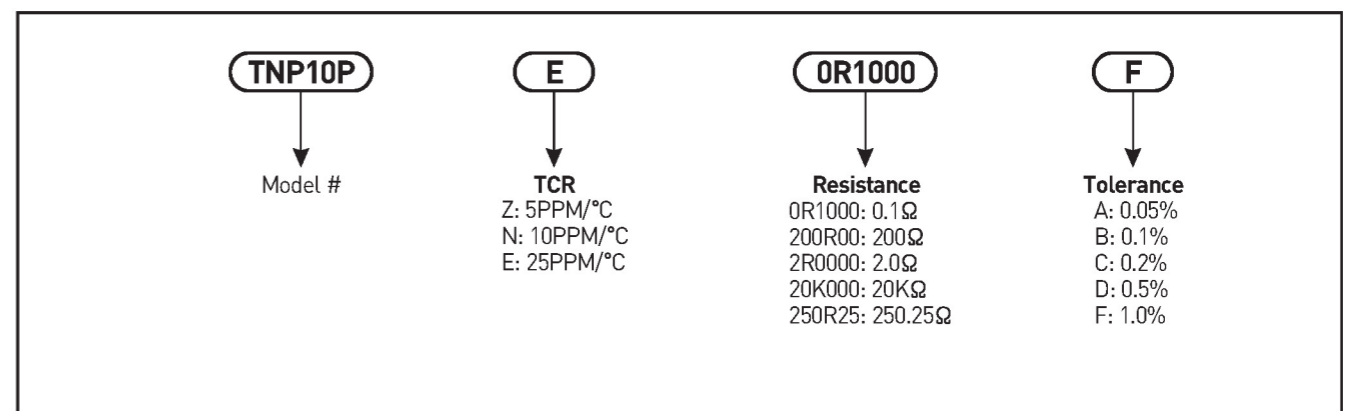 TNP10P E 0R1000 F
Model #
TCR
Z: 5PPM/°C
N: 10PPM/°C
E: 25PPM/°C
Resistance
0R1000: 0.1Ω
200R00: 200Ω
2R0000: 2.0Ω
20K000: 20KΩ
250R25: 250.25Ω
Tolerance
A: 0.05%
B: 0.1%
C: 0.2%
D: 0.5%
F: 1.0%